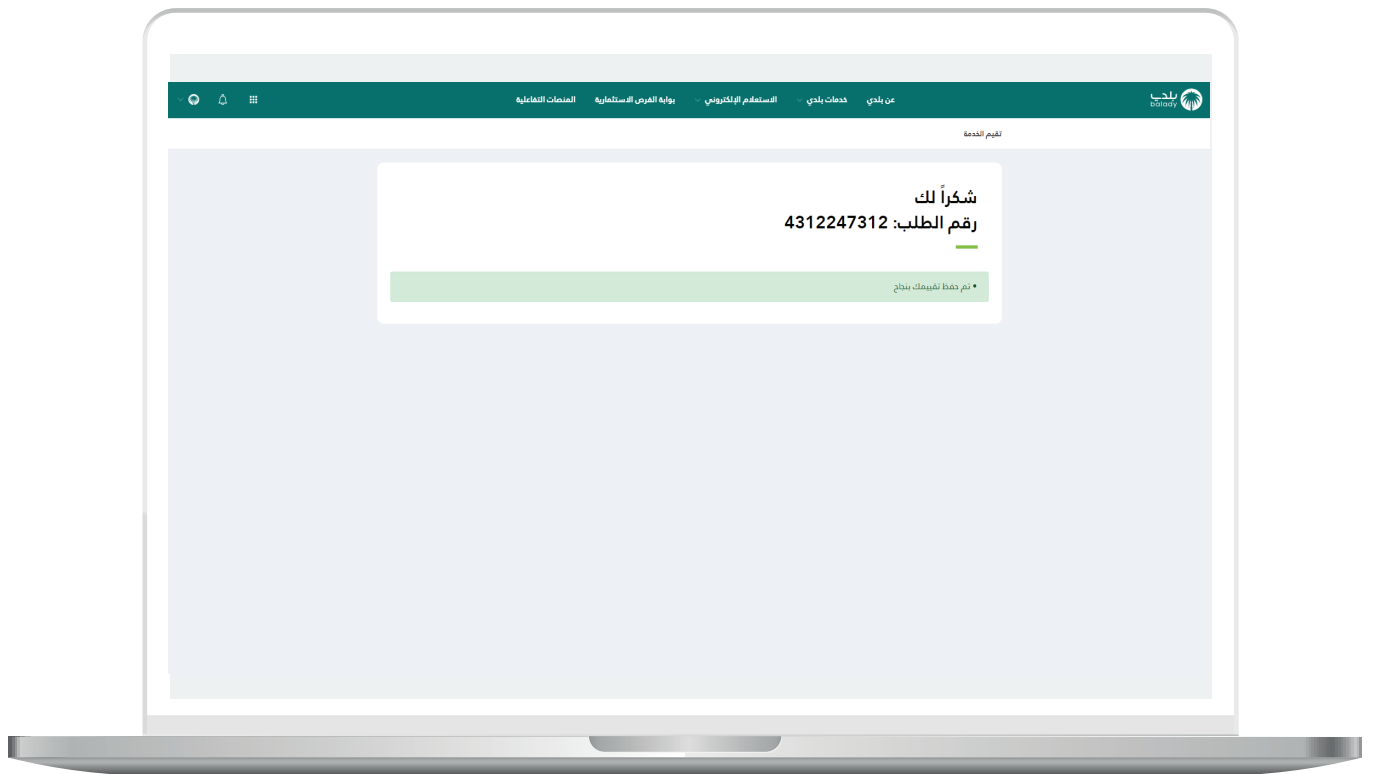 بلدي
balady
عن بلدي خدمات بلدي الاستعلام الإلكتروني بوابة الفرص الاستثمارية المنصات التفاعلية
تقيم الخدمة
شكراً لك
رقم الطلب: 4312247312
• تم حفظ تقييمك بنجاح